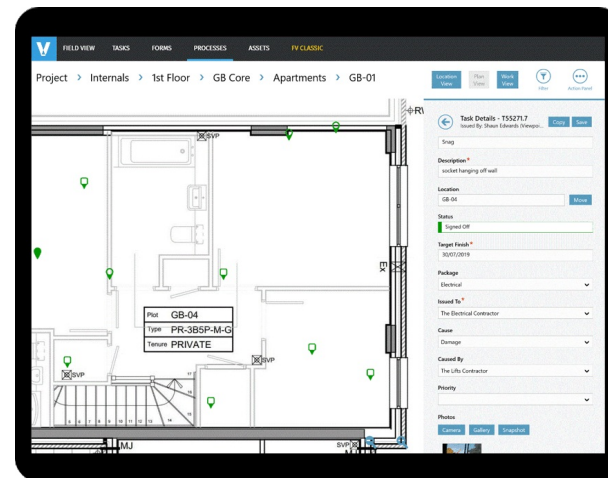 V FIELD VIEW TASKS FORMS PROCESSES ASSETS FV CLASSIC
Project > Internals > 1st Floor > GB Core > Apartments > GB-01
Location View
Plan View
Work View
Filter
Action Panel
Task Details - T55271.7
Issued By: Shaun Edwards (Viewpoi...
Copy
Save
Snag
Description*
socket hanging off wall
Location
GB-04
Move
Status
Signed Off
Target Finish*
30/07/2019
Package
Electrical
Issued To*
The Electrical Contractor
Cause
Damage
Caused By
The Lifts Contractor
Priority
Photos
Camera
Gallery
Snapshot
SVP
Ex
Plot GB-04
Type PR-3B5P-M-G
Tenure PRIVATE
SVP
SVP
MJ
SVP
MJ